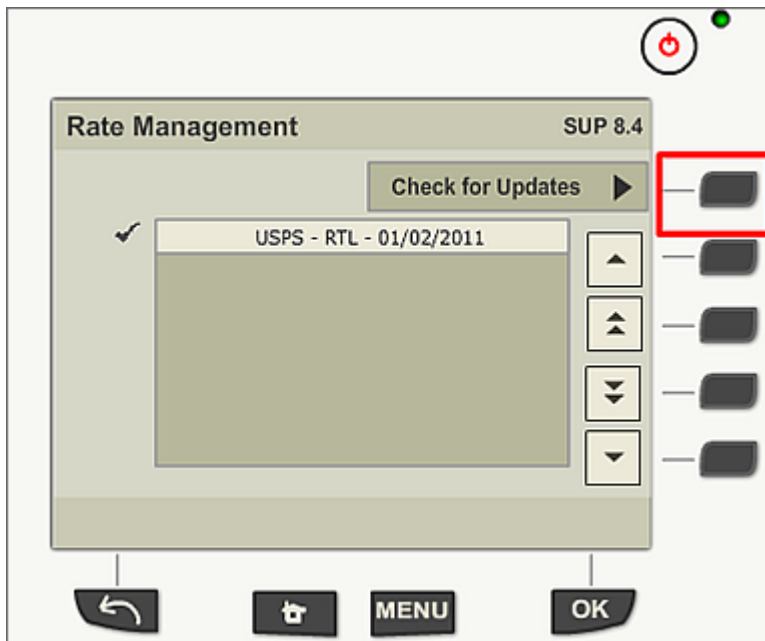 Rate Management
SUP 8.4
Check for Updates
USPS - RTL - 01/02/2011
MENU
OK